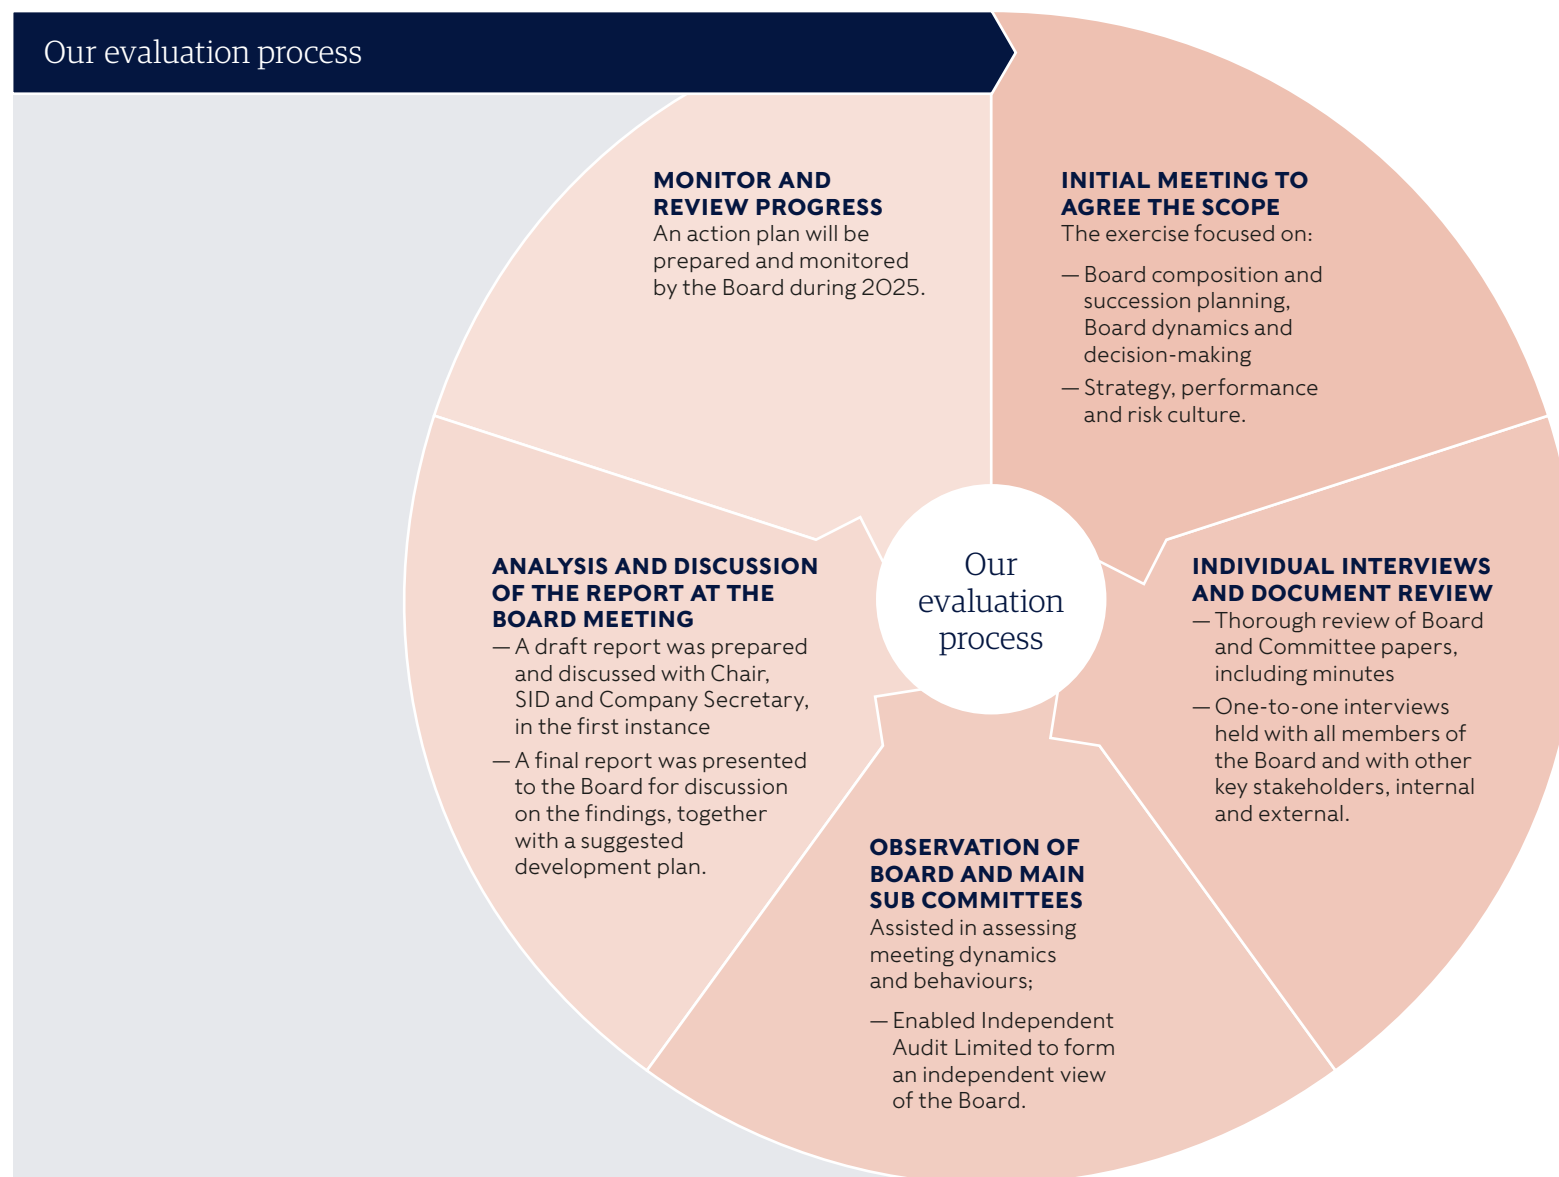 Our evaluation process
INITIAL MEETING TO
AGREE THE SCOPE
The exercise focused on:
— Board composition and
succession planning,
Board dynamics and
decision-making
— Strategy, performance
and risk culture.
INDIVIDUAL INTERVIEWS
AND DOCUMENT REVIEW
— Thorough review of Board
and Committee papers,
including minutes
— One-to-one interviews
held with all members of
the Board and with other
key stakeholders, internal
and external.
OBSERVATION OF
BOARD AND MAIN
SUB COMMITTEES
Assisted in assessing
meeting dynamics
and behaviours;
— Enabled Independent
Audit Limited to form
an independent view
of the Board.
ANALYSIS AND DISCUSSION
OF THE REPORT AT THE
BOARD MEETING
— A draft report was prepared
and discussed with Chair,
SID and Company Secretary,
in the first instance
— A final report was presented
to the Board for discussion
on the findings, together
with a suggested
development plan.
MONITOR AND
REVIEW PROGRESS
An action plan will be
prepared and monitored
by the Board during 2025.
Our
evaluation
process